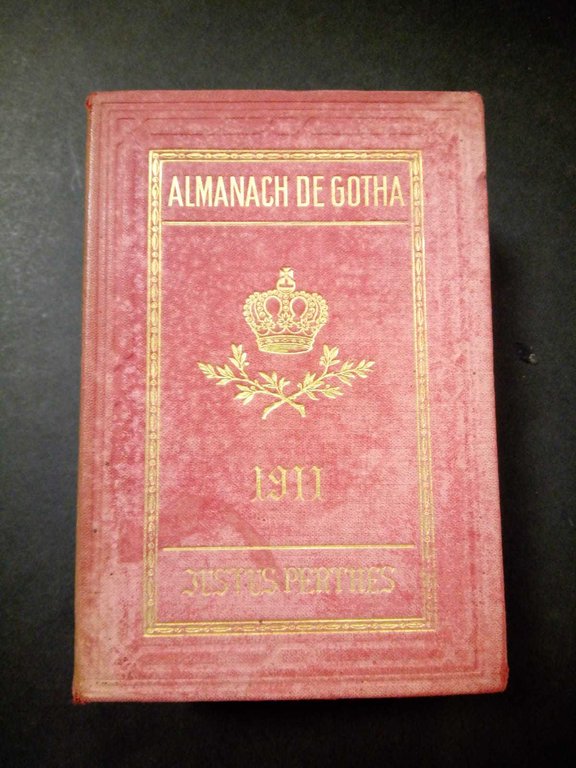 ALMANACH DE GOTHA
1911
JUSTUS PERTHES